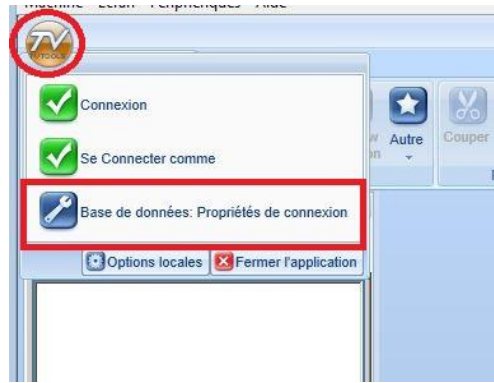 Machine Écran Périphériques Aide
TV
TVTOOLS
Connexion
Se Connecter comme
Autre
Couper
Base de données: Propriétés de connexion
Options locales
Fermer l'application